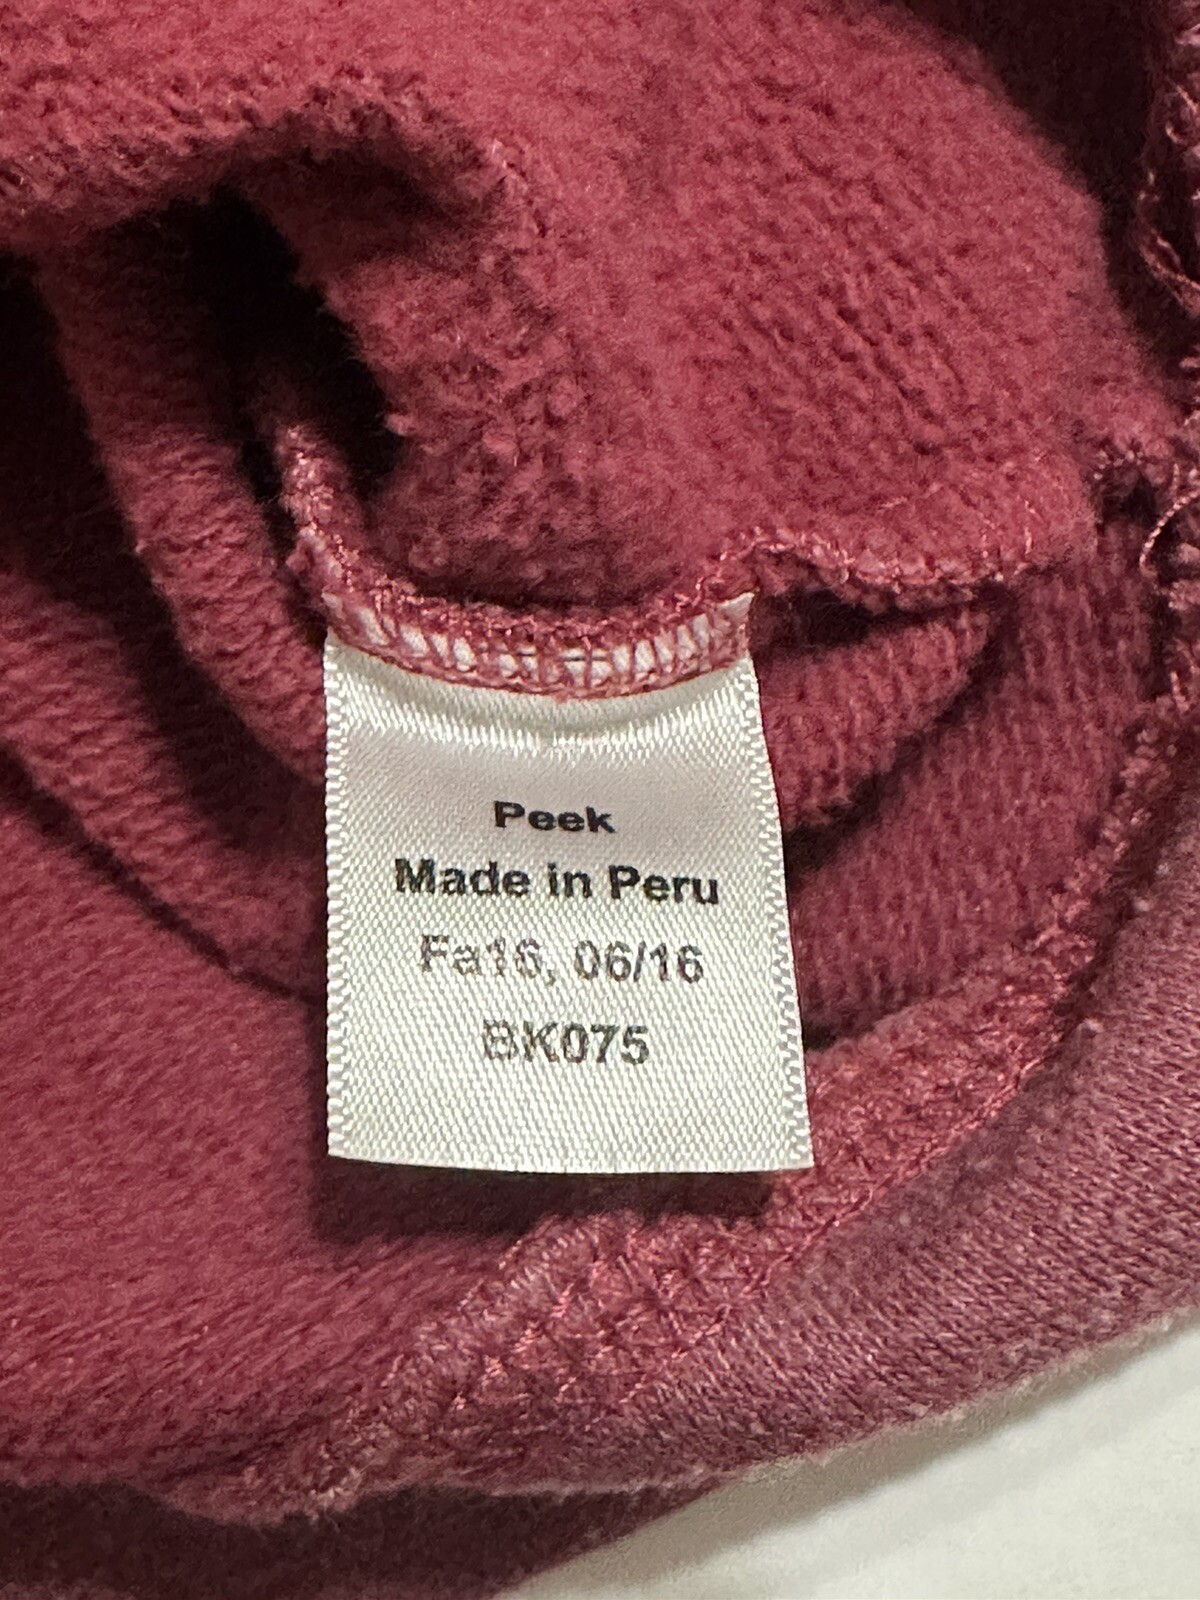 Peek
Made in Peru
Fa16, 06/16
BK075